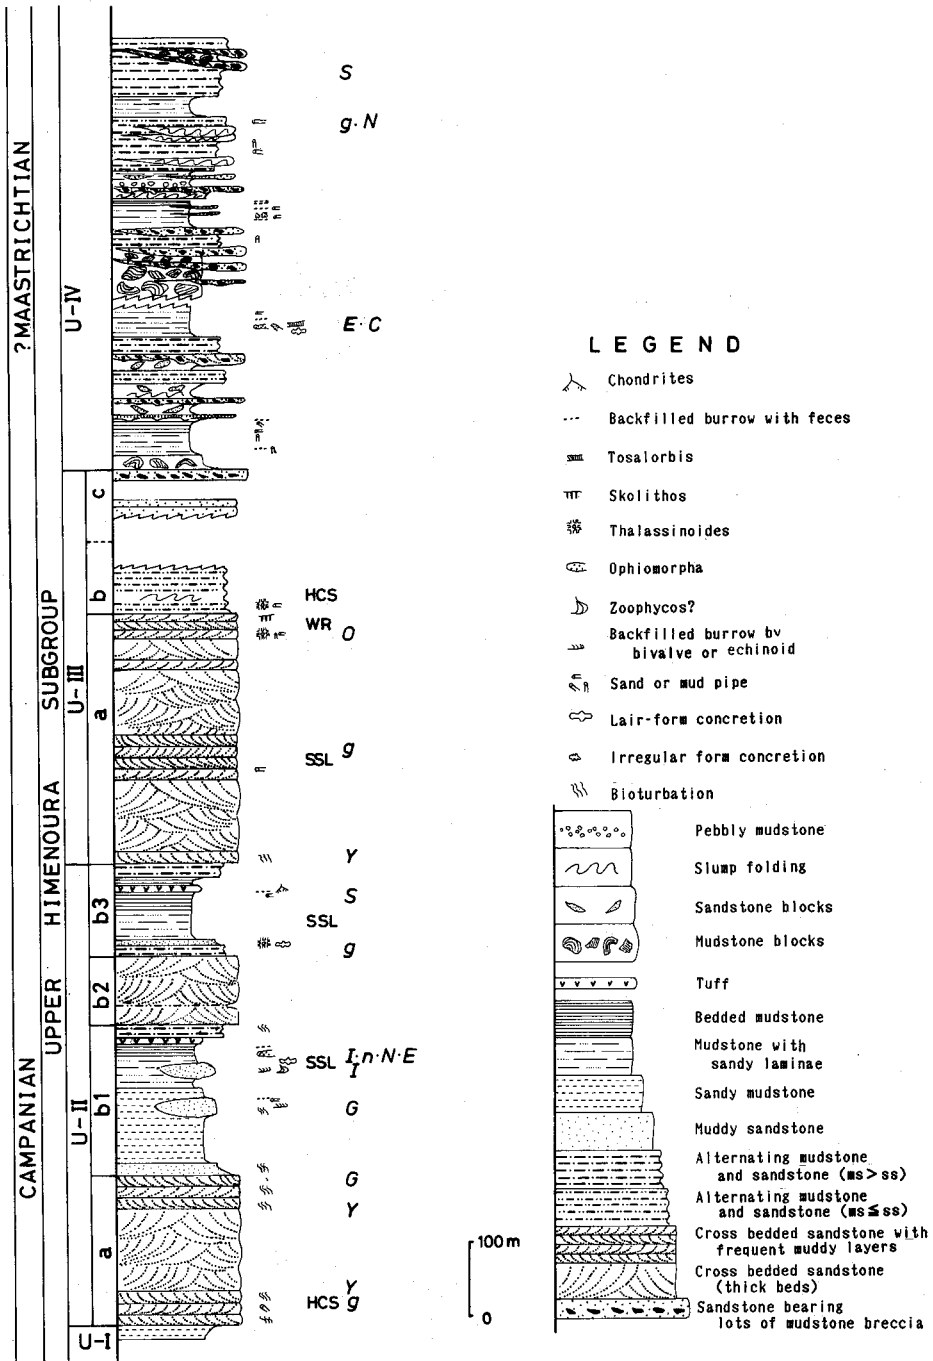 ?MAASTRICHTIAN
CAMPANIAN
UPPER HIMENOURA SUBGROUP
U-IV
U-III
c
b
a
U-II
b3
b2
b1
a
U-I
S
g·N
E·C
HCS
WR
O
g
SSL
Y
S
SSL
g
SSL I·n·N·E
I
G
G
Y
Y
HCS g
100m
0
LEGEND
Chondrites
Backfilled burrow with feces
Tosalorbis
Skolithos
Thalassinoides
Ophiomorpha
Zoophycos?
Backfilled burrow by
bivalve or echinoid
Sand or mud pipe
Lair-form concretion
Irregular form concretion
Bioturbation
Pebbly mudstone
Slump folding
Sandstone blocks
Mudstone blocks
Tuff
Bedded mudstone
Mudstone with
sandy laminae
Sandy mudstone
Muddy sandstone
Alternating mudstone
and sandstone (ms>ss)
Alternating mudstone
and sandstone (ms≦ss)
Cross bedded sandstone with
frequent muddy layers
Cross bedded sandstone
(thick beds)
Sandstone bearing
lots of mudstone breccia